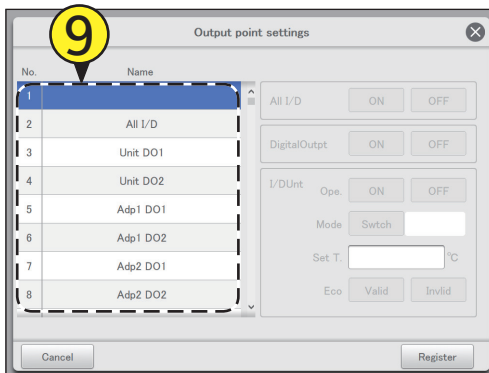 9
Output point settings
No. Name
1
2 All I/D
3 Unit DO1
4 Unit DO2
5 Adp1 DO1
6 Adp1 DO2
7 Adp2 DO1
8 Adp2 DO2
All I/D ON OFF
DigitalOutpt ON OFF
I/DUnt Ope. ON OFF
Mode Swtch
Set T. °C
Eco Valid Invlid
Cancel Register